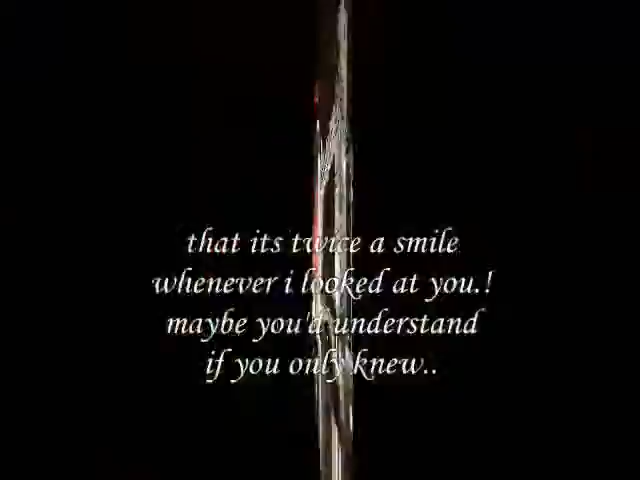 that its twice a smile
whenever i looked at you.!
maybe you'd understand
if you only knew..